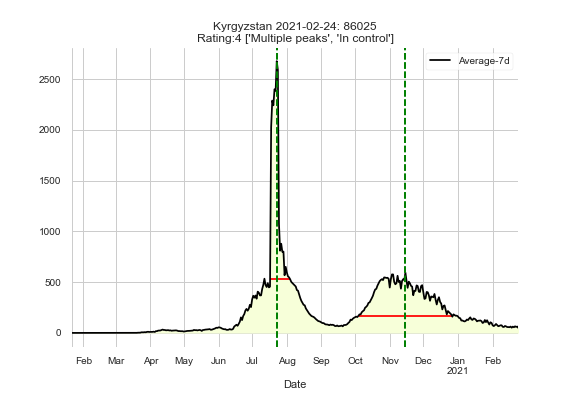 Kyrgyzstan 2021-02-24: 86025
Rating:4 ['Multiple peaks', 'In control']
Average-7d
2500
2000
1500
1000
500
0
Feb Mar Apr May Jun Jul Aug Sep Oct Nov Dec Jan Feb
2021
Date